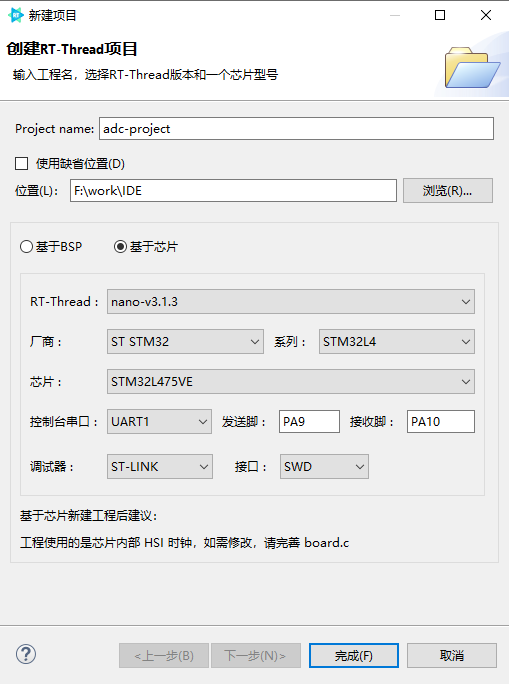 新建项目
创建RT-Thread项目
输入工程名，选择RT-Thread版本和一个芯片型号
Project name: adc-project
使用缺省位置(D)
位置(L): F:\work\IDE 浏览(R)...
基于BSP 基于芯片
RT-Thread : nano-v3.1.3
厂商 : ST STM32 系列 : STM32L4
芯片 : STM32L475VE
控制台串口 : UART1 发送脚 : PA9 接收脚 : PA10
调试器 : ST-LINK 接口 : SWD
基于芯片新建工程后建议:
工程使用的是芯片内部 HSI 时钟，如需修改，请完善 board.c
? <上一步(B) 下一步(N)> 完成(F) 取消